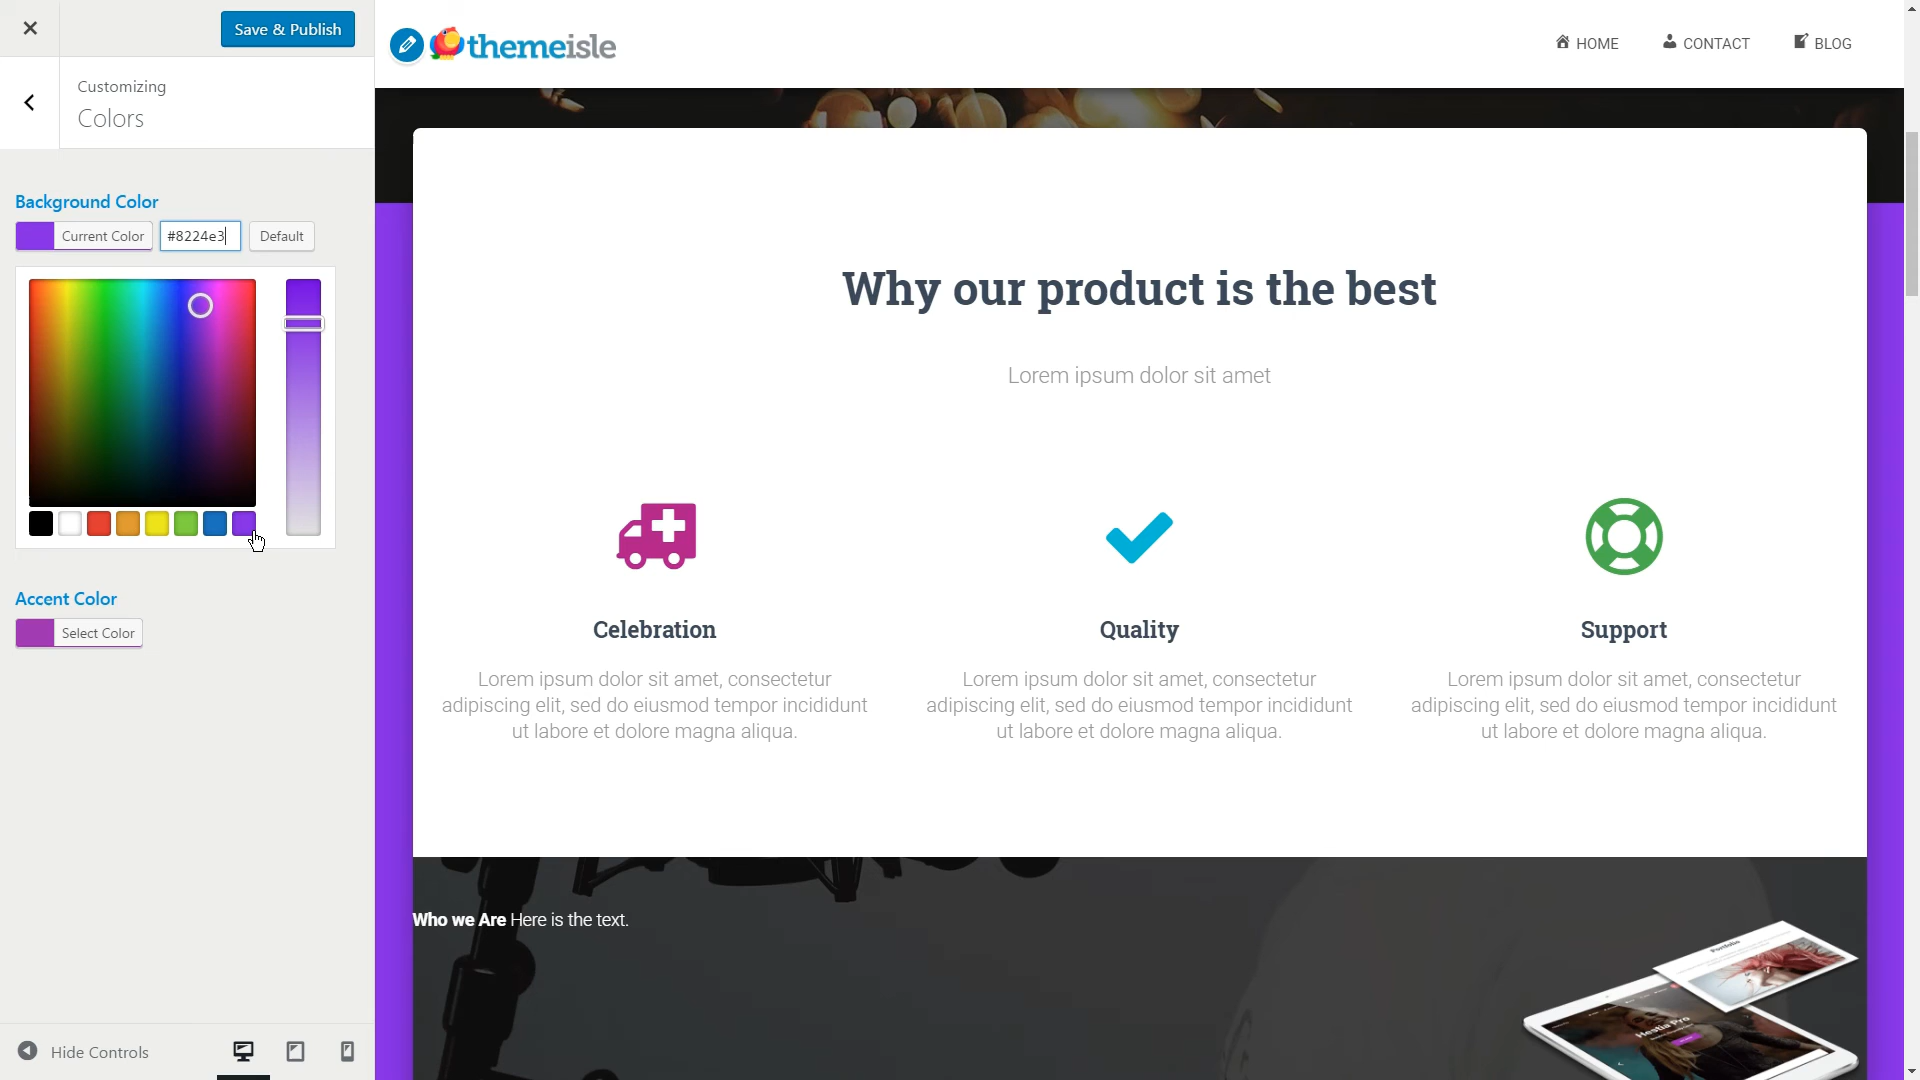 Save & Publish
themeisle
HOME
CONTACT
BLOG
Customizing
Colors
Background Color
Current Color
#8224e3
Default
Accent Color
Select Color
Why our product is the best
Lorem ipsum dolor sit amet
Celebration
Lorem ipsum dolor sit amet, consectetur
adipiscing elit, sed do eiusmod tempor incididunt
ut labore et dolore magna aliqua.
Quality
Lorem ipsum dolor sit amet, consectetur
adipiscing elit, sed do eiusmod tempor incididunt
ut labore et dolore magna aliqua.
Support
Lorem ipsum dolor sit amet, consectetur
adipiscing elit, sed do eiusmod tempor incididunt
ut labore et dolore magna aliqua.
Who we Are Here is the text.
Portfolio
Hestia Pro
Hide Controls